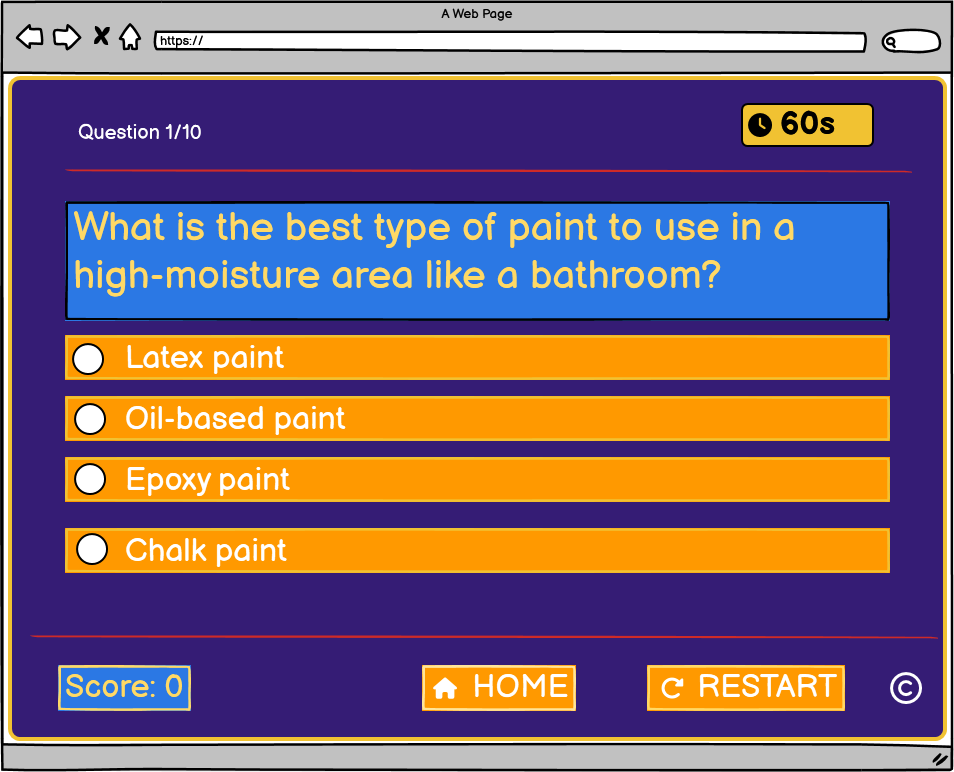 A Web Page
https://
Question 1/10
60s
What is the best type of paint to use in a
high-moisture area like a bathroom?
Latex paint
Oil-based paint
Epoxy paint
Chalk paint
Score: 0
HOME
RESTART
©